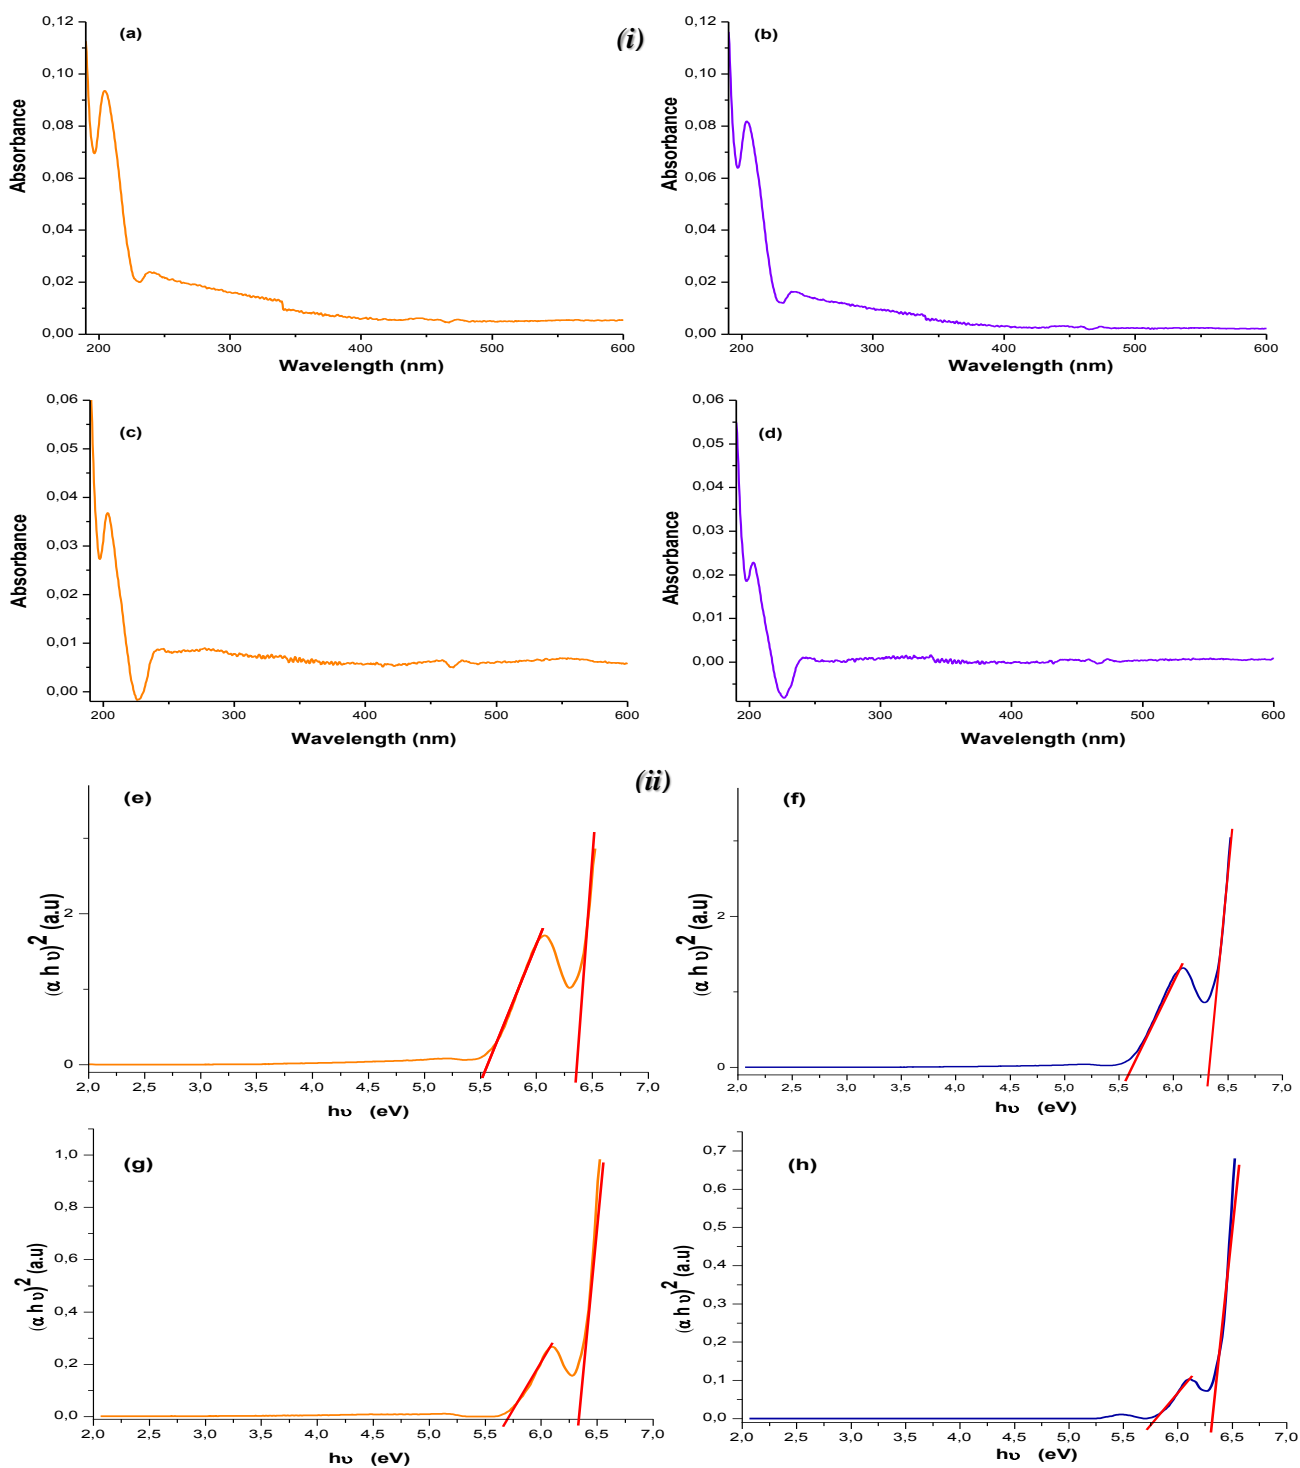 (i)
(a)
Absorbance
0,12
0,10
0,08
0,06
0,04
0,02
0,00
200 300 400 500 600
Wavelength (nm)
(b)
Absorbance
0,12
0,10
0,08
0,06
0,04
0,02
0,00
200 300 400 500 600
Wavelength (nm)
(c)
Absorbance
0,06
0,05
0,04
0,03
0,02
0,01
0,00
200 300 400 500 600
Wavelength (nm)
(d)
Absorbance
0,06
0,05
0,04
0,03
0,02
0,01
0,00
200 300 400 500 600
Wavelength (nm)
(ii)
(e)
(α h υ)² (a.u)
2
0
2,0 2,5 3,0 3,5 4,0 4,5 5,0 5,5 6,0 6,5 7,0
hυ (eV)
(f)
(α h υ)² (a.u)
2
0
2,0 2,5 3,0 3,5 4,0 4,5 5,0 5,5 6,0 6,5 7,0
hυ (eV)
(g)
(α h υ)² (a.u)
1,0
0,8
0,6
0,4
0,2
0,0
2,0 2,5 3,0 3,5 4,0 4,5 5,0 5,5 6,0 6,5 7,0
hυ (eV)
(h)
(α h υ)² (a.u)
0,7
0,6
0,5
0,4
0,3
0,2
0,1
0,0
2,0 2,5 3,0 3,5 4,0 4,5 5,0 5,5 6,0 6,5 7,0
hυ (eV)